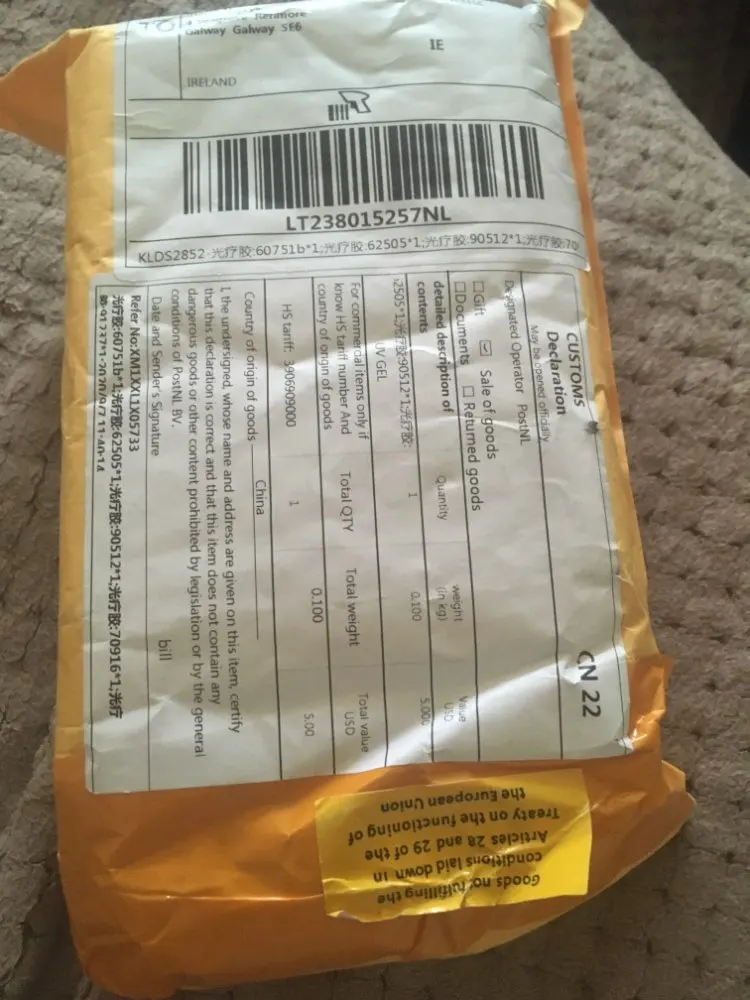 Renmore
Galway Galway SE6
IE
IRELAND
LT238015257NL
KLDS2852-光疗胶:60751b*1;光疗胶:62505*1;光疗胶:90512*1;光疗胶:70
CUSTOMS
Declaration
CN 22
May be opened officially
Designated Operator PostNL
Gift Sale of goods
Documents Returned goods
detailed description of contents Quantity weight (in kg) Value USD
2505*1;光疗胶:90512*1;光疗胶: 1 0.100 5.000
UV GEL
For commercial items only if know HS tariff number And country of origin of goods Total QTY Total weight Total value USD
HS tariff: 3906909000 1 0.100 5.00
Country of origin of goods China
I, the undersigned, whose name and address are given on this item, certify
that this declaration is correct and that this item does not contain any
dangerous goods or other content prohibited by legislation or by the general
conditions of PostNL BV.
Date and Sender's Signature bill
Refer No:XM1XXL1X05733
光疗胶:60751b*1;光疗胶:62505*1;光疗胶:90512*1;光疗胶:70916*1;光疗
Goods not fulfilling the
conditions laid down in
Articles 28 and 29 of the
Treaty on the functioning of
the European Union